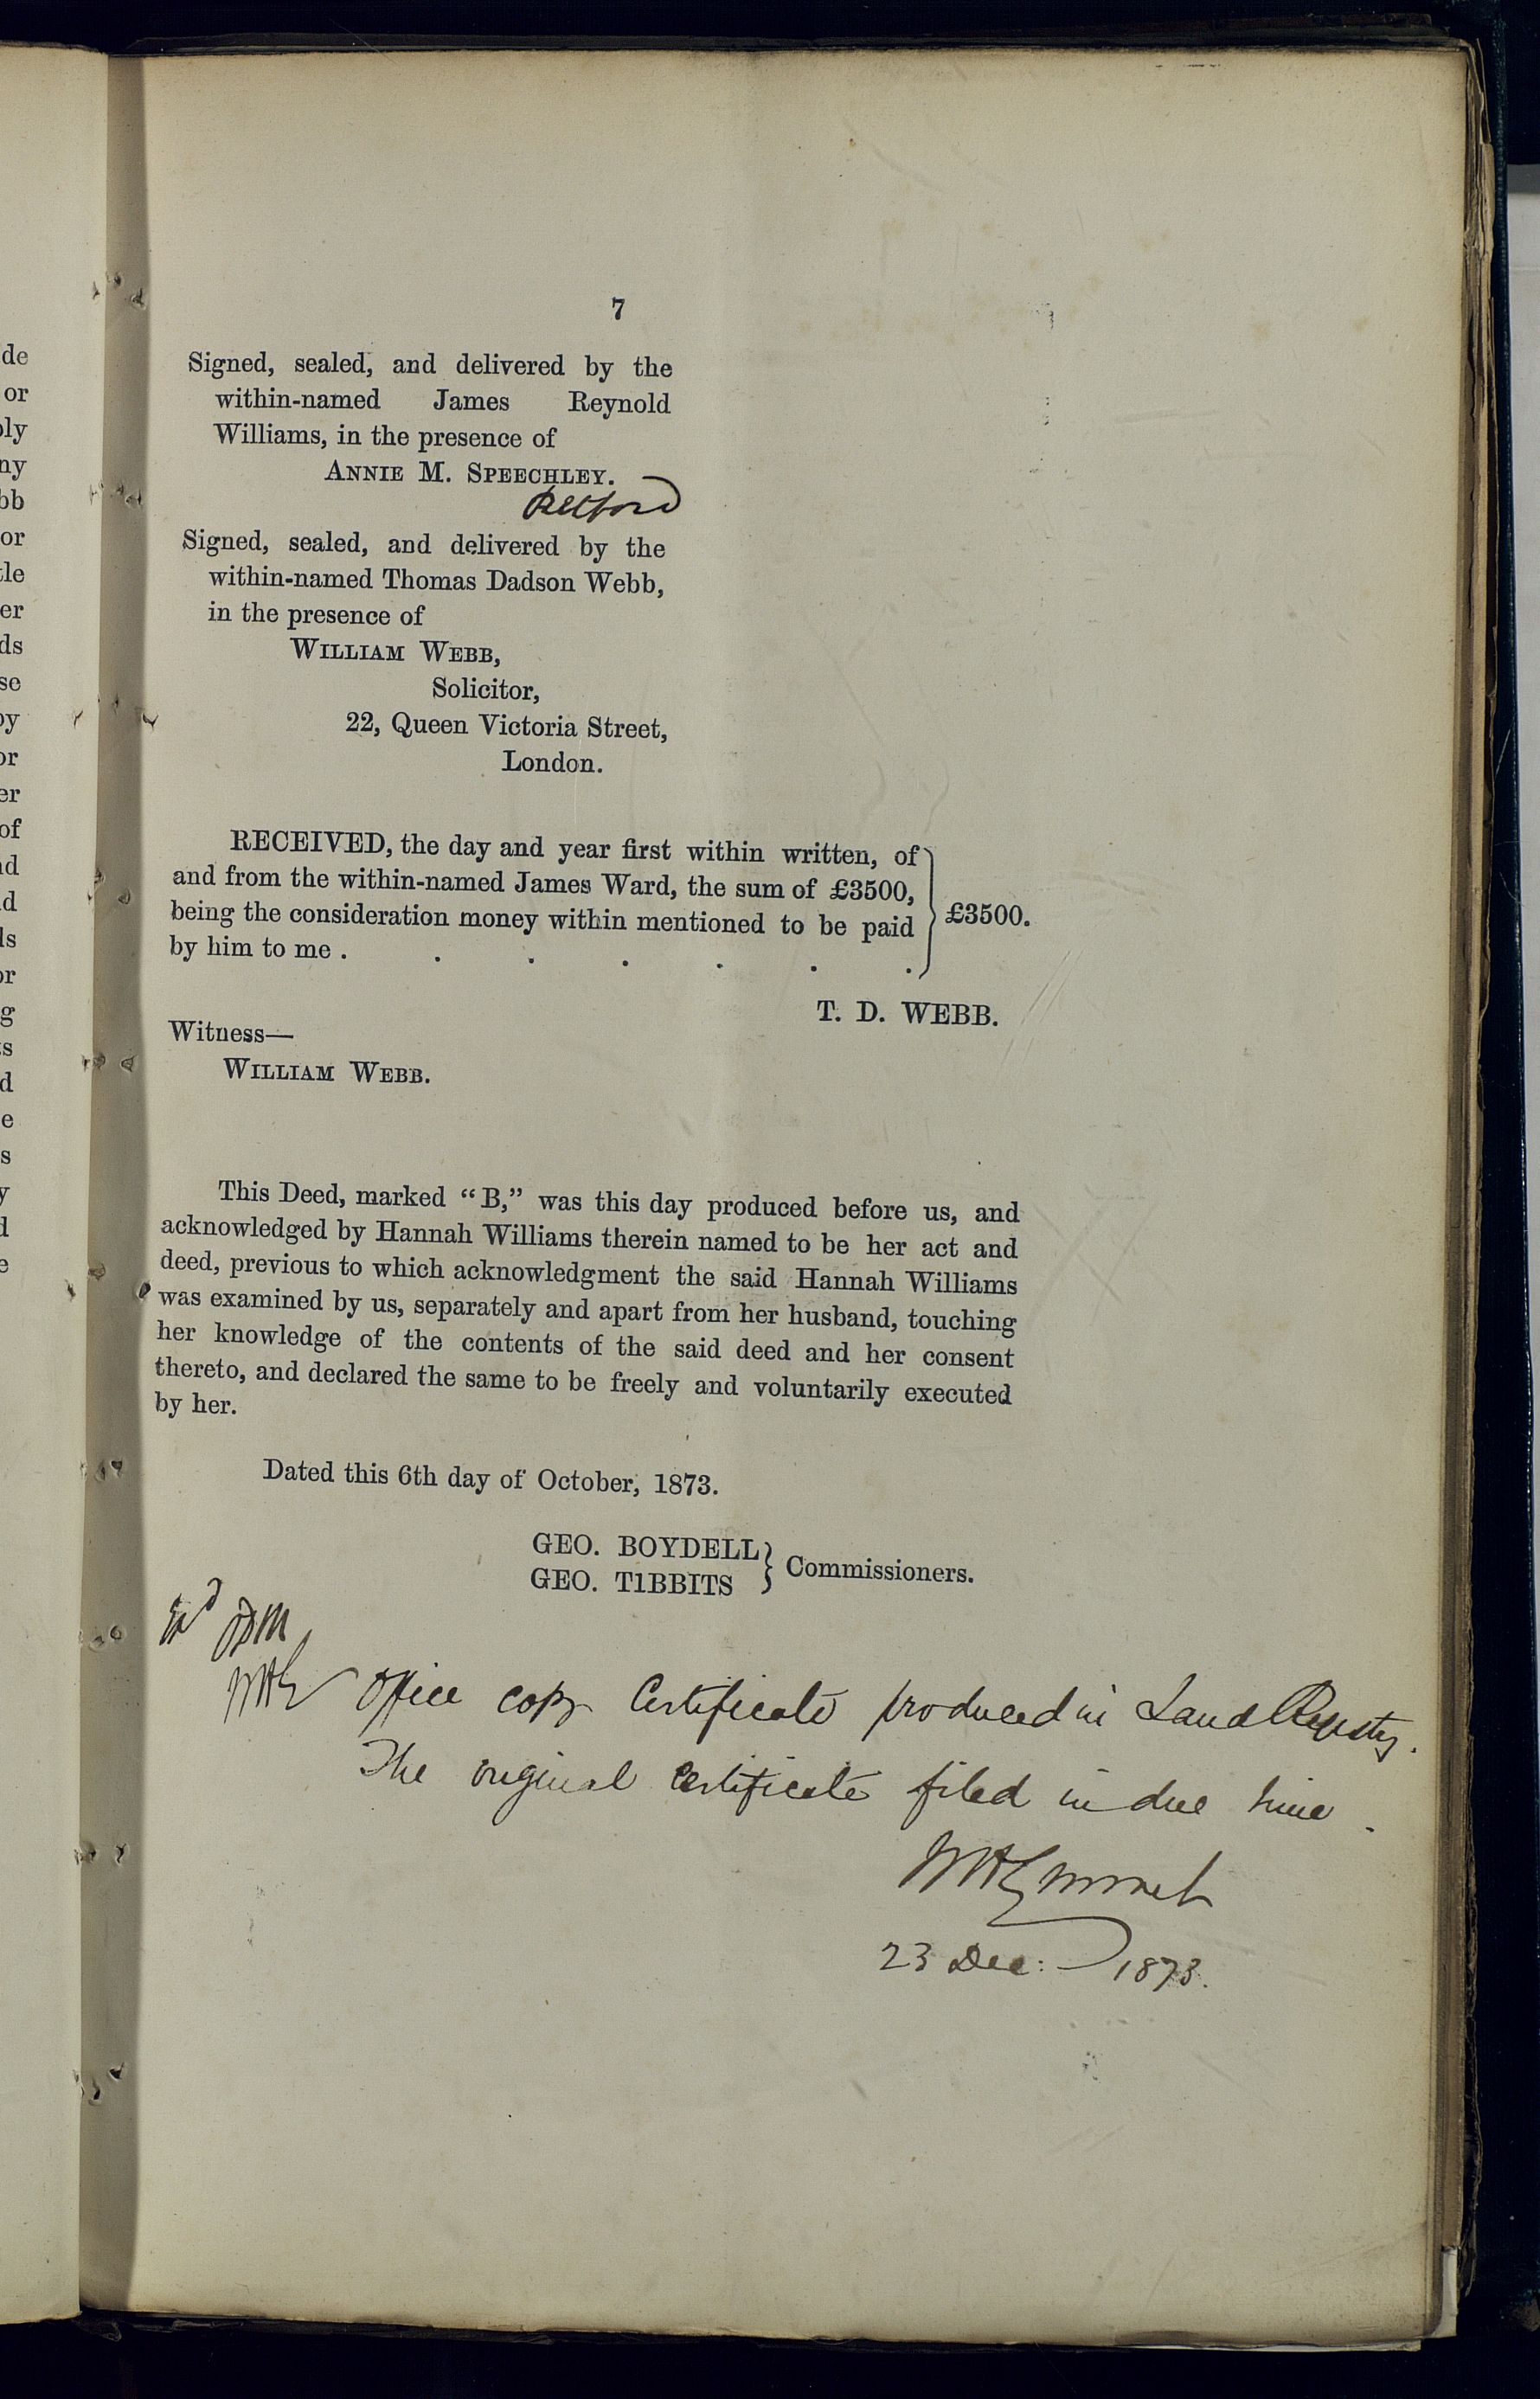 7
Signed, sealed, and delivered by the
within-named James Reynold
Williams, in the presence of
ANNIE M. SPEECHLEY.
Retford
Signed, sealed, and delivered by the
within-named Thomas Dadson Webb,
in the presence of
WILLIAM WEBB,
Solicitor,
22, Queen Victoria Street,
London.
RECEIVED, the day and year first within written, of
and from the within-named James Ward, the sum of £3500,
being the consideration money within mentioned to be paid
by him to me . . . . . . .
£3500.
T. D. WEBB.
Witness—
WILLIAM WEBB.
This Deed, marked “B,” was this day produced before us, and
acknowledged by Hannah Williams therein named to be her act and
deed, previous to which acknowledgment the said Hannah Williams
was examined by us, separately and apart from her husband, touching
her knowledge of the contents of the said deed and her consent
thereto, and declared the same to be freely and voluntarily executed
by her.
Dated this 6th day of October, 1873.
GEO. BOYDELL
GEO. TIBBITS } Commissioners.
Office copy Certificate produced in Land Registry.
The original certificate filed in due time.
23 Dec: 1873.